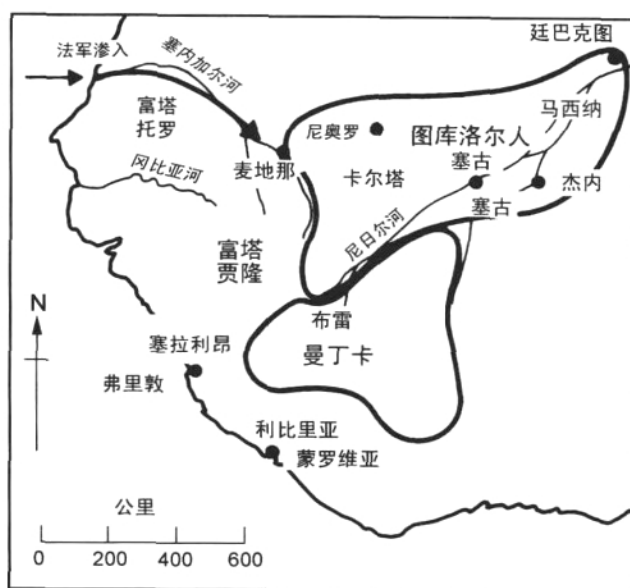 廷巴克图
法军渗入
塞内加尔河
富塔
托罗
马西纳
尼奥罗
图库洛尔人
麦地那
塞古
冈比亚河
卡尔塔
杰内
塞古
尼日尔河
富塔
贾隆
N
布雷
塞拉利昂
曼丁卡
弗里敦
利比里亚
蒙罗维亚
公里
0 200 400 600